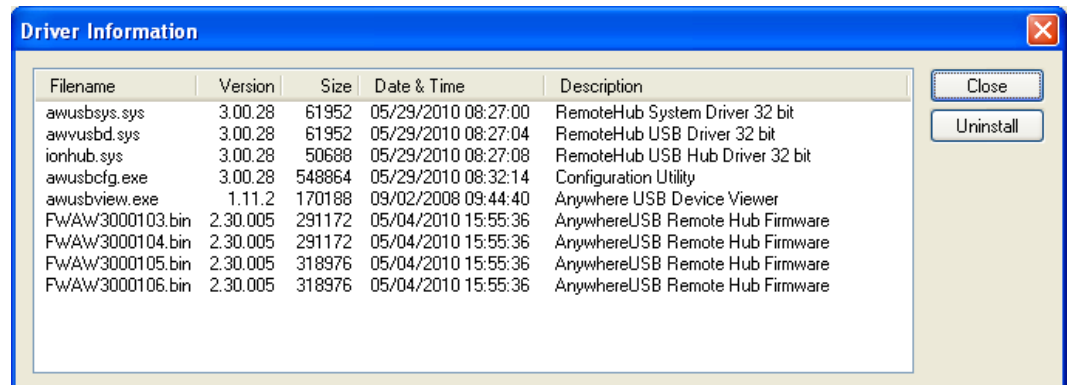 Driver Information
Filename Version Size Date & Time Description
Close
awusbsys.sys 3.00.28 61952 05/29/2010 08:27:00 RemoteHub System Driver 32 bit
Uninstall
awvusbd.sys 3.00.28 61952 05/29/2010 08:27:04 RemoteHub USB Driver 32 bit
ionhub.sys 3.00.28 50688 05/29/2010 08:27:08 RemoteHub USB Hub Driver 32 bit
awusbcfg.exe 3.00.28 548864 05/29/2010 08:32:14 Configuration Utility
awusbview.exe 1.11.2 170188 09/02/2008 09:44:40 Anywhere USB Device Viewer
FWAW3000103.bin 2.30.005 291172 05/04/2010 15:55:36 AnywhereUSB Remote Hub Firmware
FWAW3000104.bin 2.30.005 291172 05/04/2010 15:55:36 AnywhereUSB Remote Hub Firmware
FWAW3000105.bin 2.30.005 318976 05/04/2010 15:55:36 AnywhereUSB Remote Hub Firmware
FWAW3000106.bin 2.30.005 318976 05/04/2010 15:55:36 AnywhereUSB Remote Hub Firmware